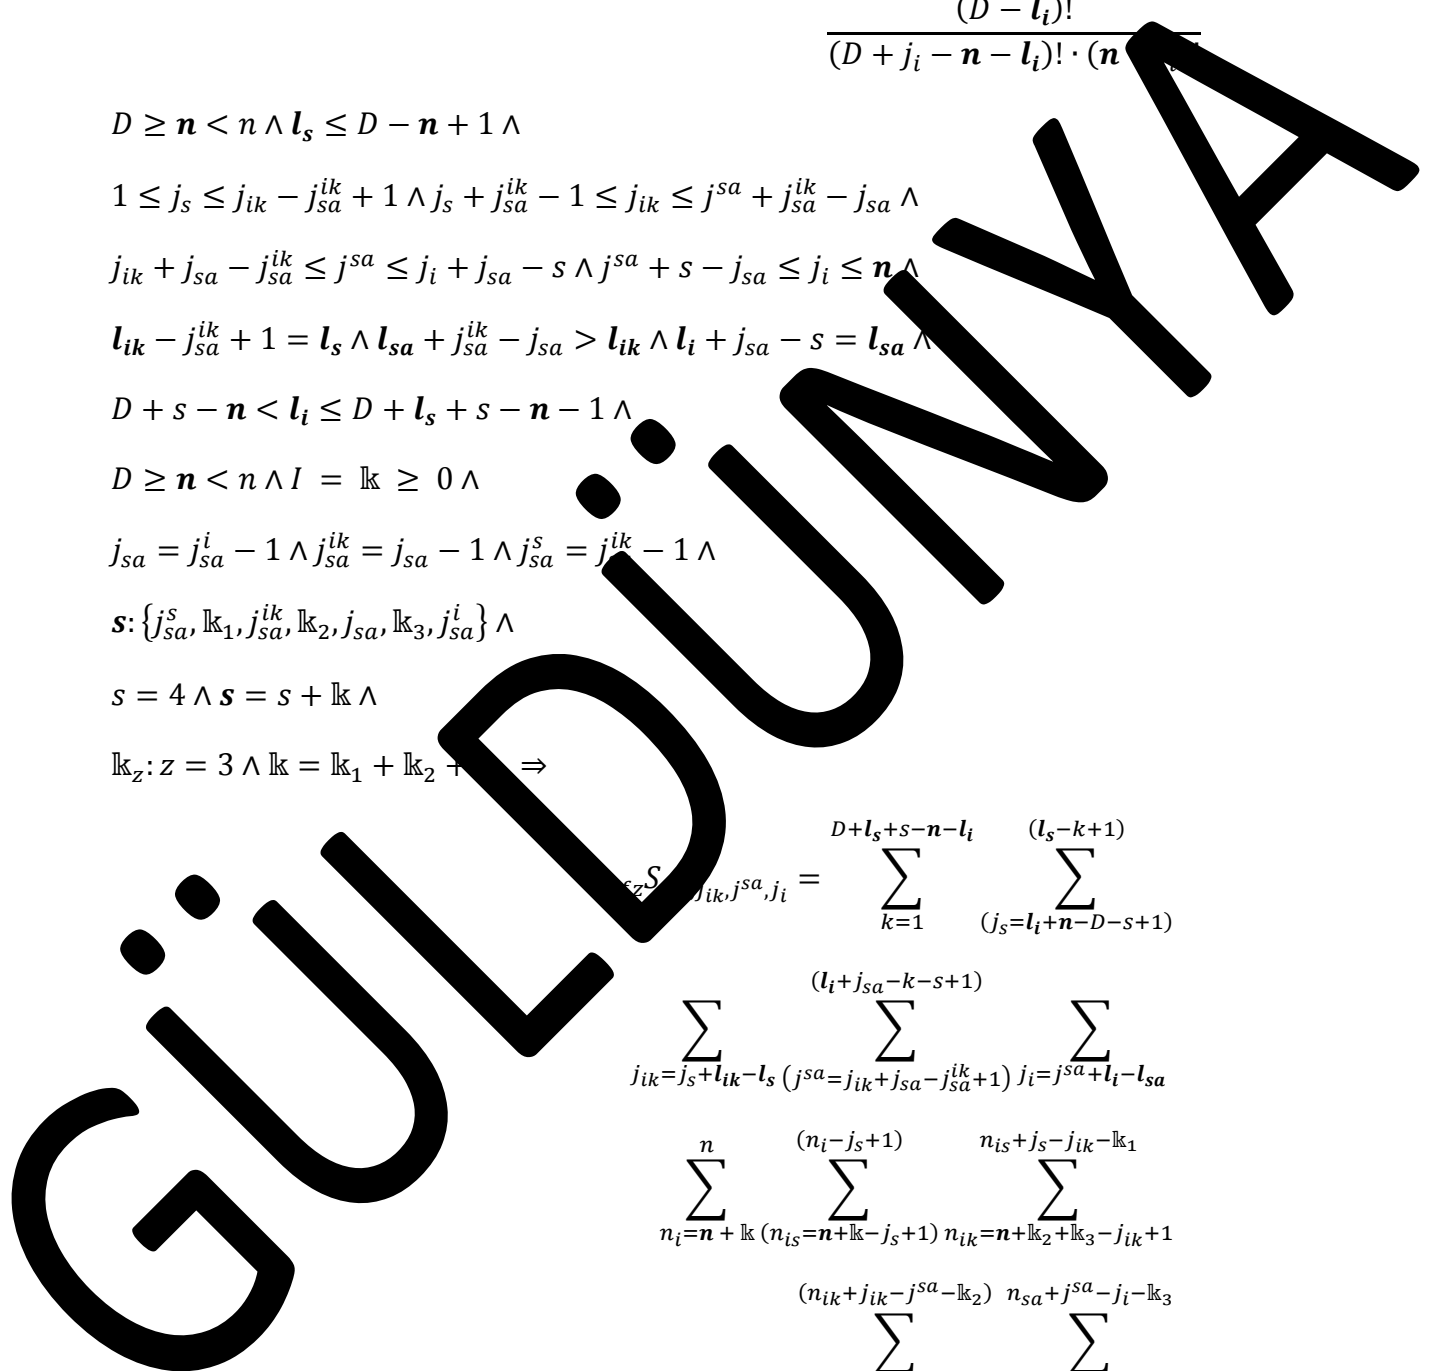 (D − l_i)!
(D + j_i − n − l_i)! · (n
D ≥ n < n ∧ l_s ≤ D − n + 1 ∧
1 ≤ j_s ≤ j_{ik} − j_{sa}^{ik} + 1 ∧ j_s + j_{sa}^{ik} − 1 ≤ j_{ik} ≤ j^{sa} + j_{sa}^{ik} − j_{sa} ∧
j_{ik} + j_{sa} − j_{sa}^{ik} ≤ j^{sa} ≤ j_i + j_{sa} − s ∧ j^{sa} + s − j_{sa} ≤ j_i ≤ n ∧
l_{ik} − j_{sa}^{ik} + 1 = l_s ∧ l_{sa} + j_{sa}^{ik} − j_{sa} > l_{ik} ∧ l_i + j_{sa} − s = l_{sa} ∧
D + s − n < l_i ≤ D + l_s + s − n − 1 ∧
D ≥ n < n ∧ I = 𝕜 ≥ 0 ∧
j_{sa} = j_{sa}^i − 1 ∧ j_{sa}^{ik} = j_{sa} − 1 ∧ j_{sa}^s = j^{ik} − 1 ∧
s: {j_{sa}^s, 𝕜_1, j_{sa}^{ik}, 𝕜_2, j_{sa}, 𝕜_3, j_{sa}^i} ∧
s = 4 ∧ s = s + 𝕜 ∧
𝕜_z: z = 3 ∧ 𝕜 = 𝕜_1 + 𝕜_2 + ⇒
D+l_s+s−n−l_i (l_s−k+1)
_z S j_{ik},j^{sa},j_i = ∑ ∑
k=1 (j_s=l_i+n−D−s+1)
(l_i+j_{sa}−k−s+1)
∑ ∑ ∑
j_{ik}=j_s+l_{ik}−l_s (j^{sa}=j_{ik}+j_{sa}−j_{sa}^{ik}+1) j_i=j^{sa}+l_i−l_{sa}
n (n_i−j_s+1) n_{is}+j_s−j_{ik}−𝕜_1
∑ ∑ ∑
n_i=n+𝕜 (n_{is}=n+𝕜−j_s+1) n_{ik}=n+𝕜_2+𝕜_3−j_{ik}+1
(n_{ik}+j_{ik}−j^{sa}−𝕜_2) n_{sa}+j^{sa}−j_i−𝕜_3
∑ ∑
GÜLDÜNYA